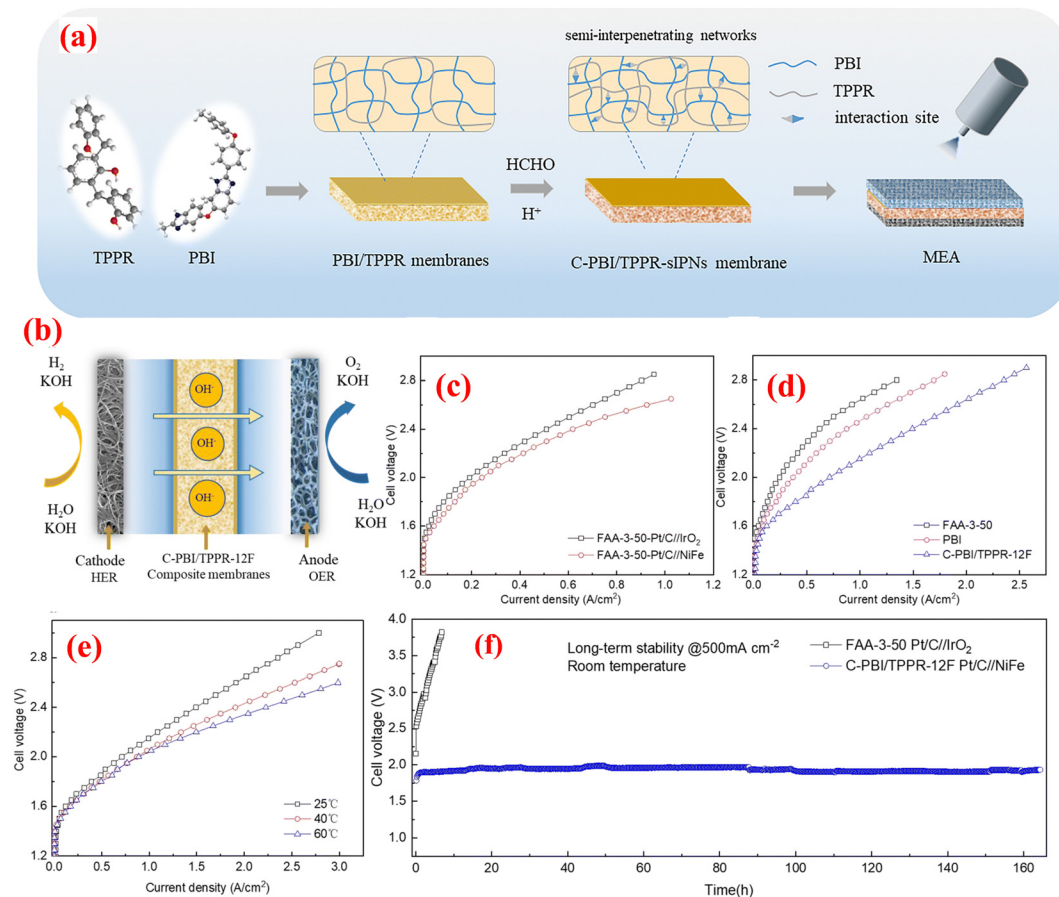 (a)
semi-interpenetrating networks
PBI
TPPR
interaction site
HCHO
H⁺
TPPR
PBI
PBI/TPPR membranes
C-PBI/TPPR-sIPNs membrane
MEA
(b)
H₂
KOH
O₂
KOH
OH⁻
OH⁻
OH⁻
H₂O
KOH
H₂O
KOH
Cathode
HER
C-PBI/TPPR-12F
Composite membranes
Anode
OER
(c)
Cell voltage (V)
2.8
2.4
2.0
1.6
1.2
FAA-3-50-Pt/C//IrO₂
FAA-3-50-Pt/C//NiFe
0.0 0.2 0.4 0.6 0.8 1.0 1.2
Current density (A/cm²)
(d)
Cell voltage (V)
2.8
2.4
2.0
1.6
1.2
FAA-3-50
PBI
C-PBI/TPPR-12F
0.0 0.5 1.0 1.5 2.0 2.5
Current density (A/cm²)
(e)
Cell voltage (V)
2.8
2.4
2.0
1.6
1.2
25℃
40℃
60℃
0.0 0.5 1.0 1.5 2.0 2.5 3.0
Current density (A/cm²)
(f)
Long-term stability @500mA cm⁻²
Room temperature
FAA-3-50 Pt/C//IrO₂
C-PBI/TPPR-12F Pt/C//NiFe
Cell voltage (V)
4.0
3.5
3.0
2.5
2.0
1.5
1.0
0 20 40 60 80 100 120 140 160
Time(h)